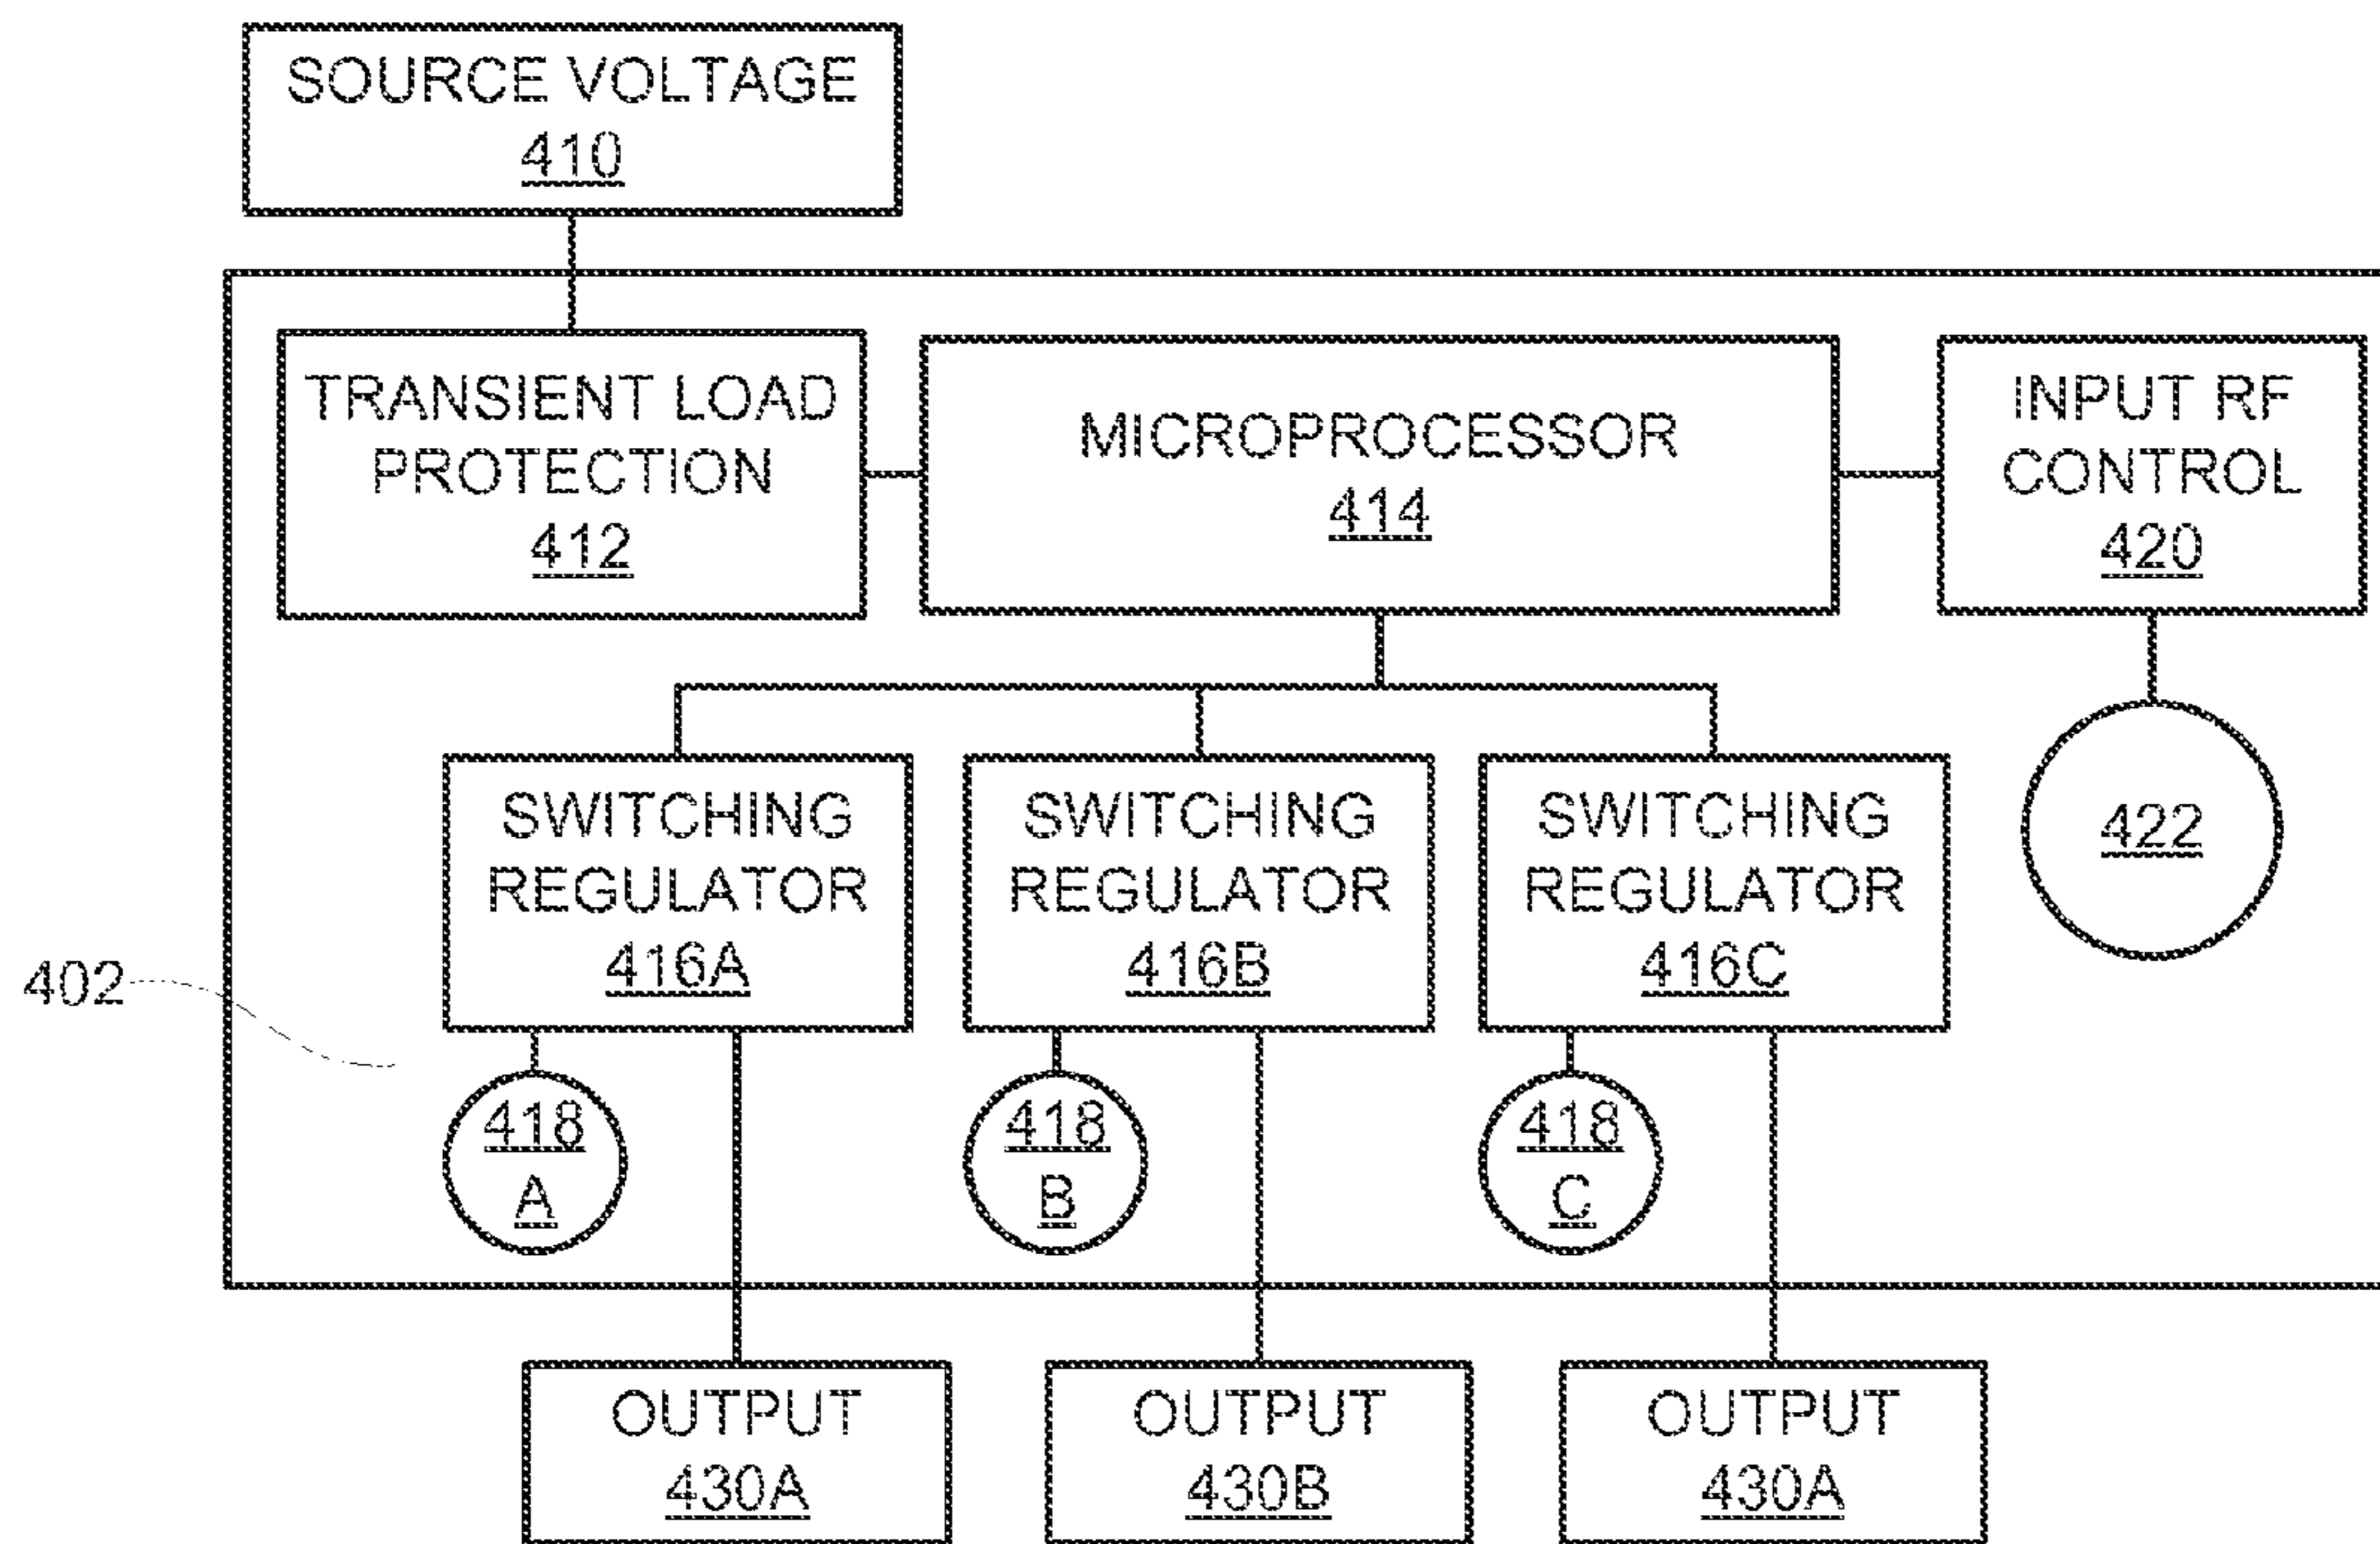 SOURCE VOLTAGE
410
TRANSIENT LOAD
PROTECTION
412
MICROPROCESSOR
414
INPUT RF
CONTROL
420
SWITCHING
REGULATOR
416A
SWITCHING
REGULATOR
416B
SWITCHING
REGULATOR
416C
422
402
418
A
418
B
418
C
OUTPUT
430A
OUTPUT
430B
OUTPUT
430A